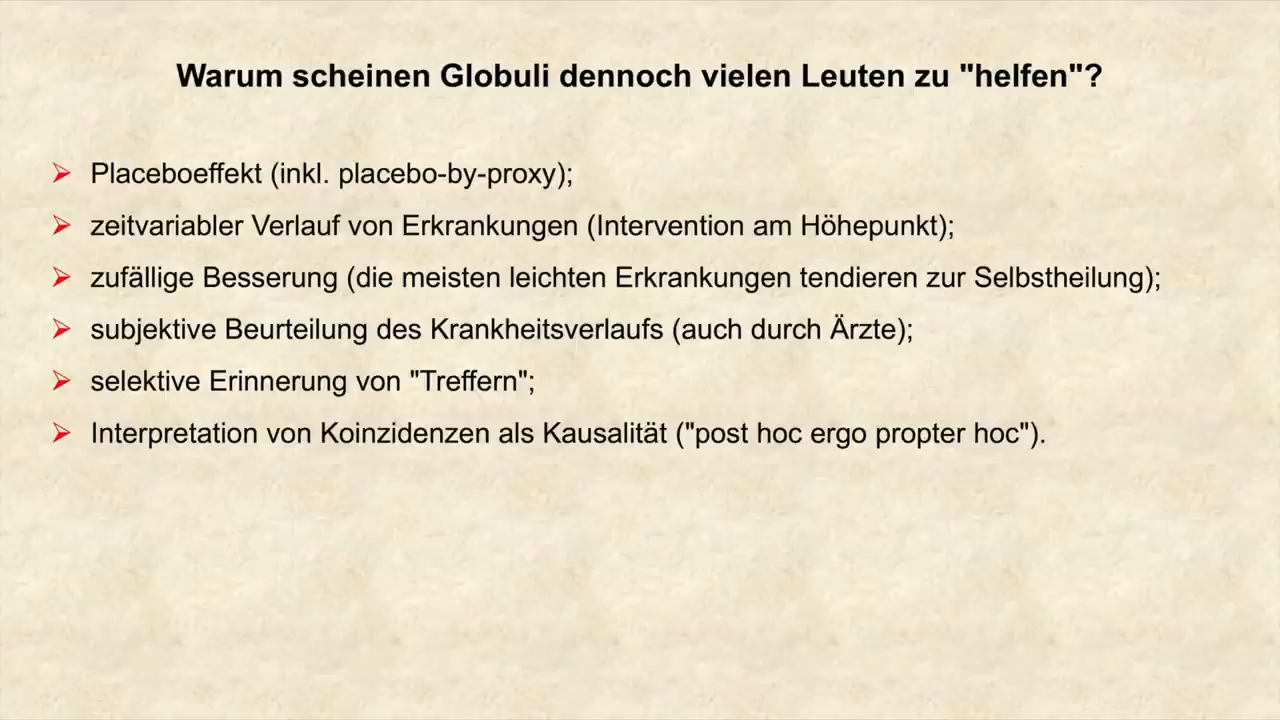 Warum scheinen Globuli dennoch vielen Leuten zu "helfen"?
Placeboeffekt (inkl. placebo-by-proxy);
zeitvariabler Verlauf von Erkrankungen (Intervention am Höhepunkt);
zufällige Besserung (die meisten leichten Erkrankungen tendieren zur Selbstheilung);
subjektive Beurteilung des Krankheitsverlaufs (auch durch Ärzte);
selektive Erinnerung von "Treffern";
Interpretation von Koinzidenzen als Kausalität ("post hoc ergo propter hoc").